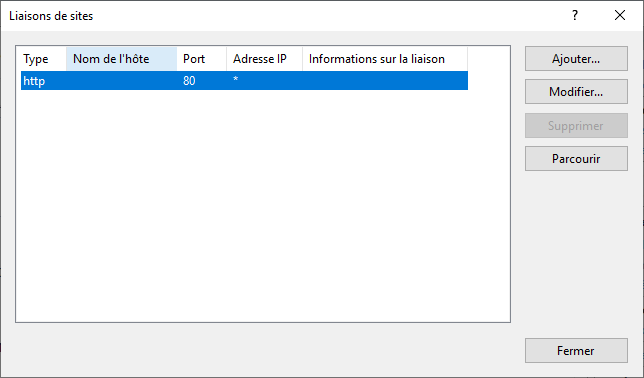 Liaisons de sites ?
Type Nom de l'hôte Port Adresse IP Informations sur la liaison
http 80 *
Ajouter...
Modifier...
Supprimer
Parcourir
Fermer